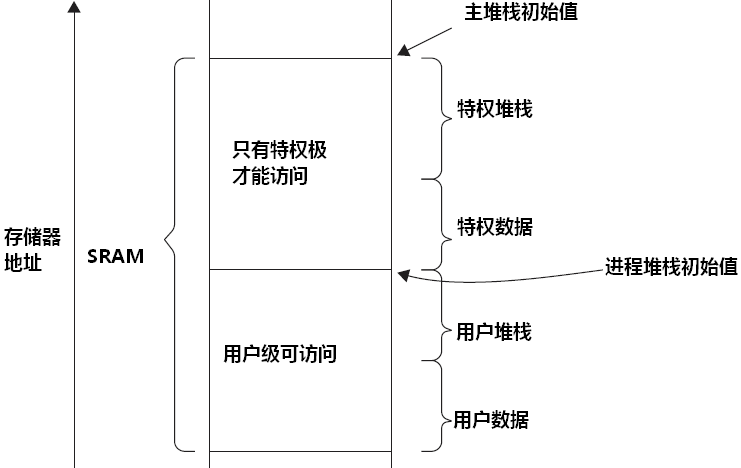 主堆栈初始值
特权堆栈
只有特权极
才能访问
特权数据
存储器
地址
SRAM
进程堆栈初始值
用户堆栈
用户级可访问
用户数据